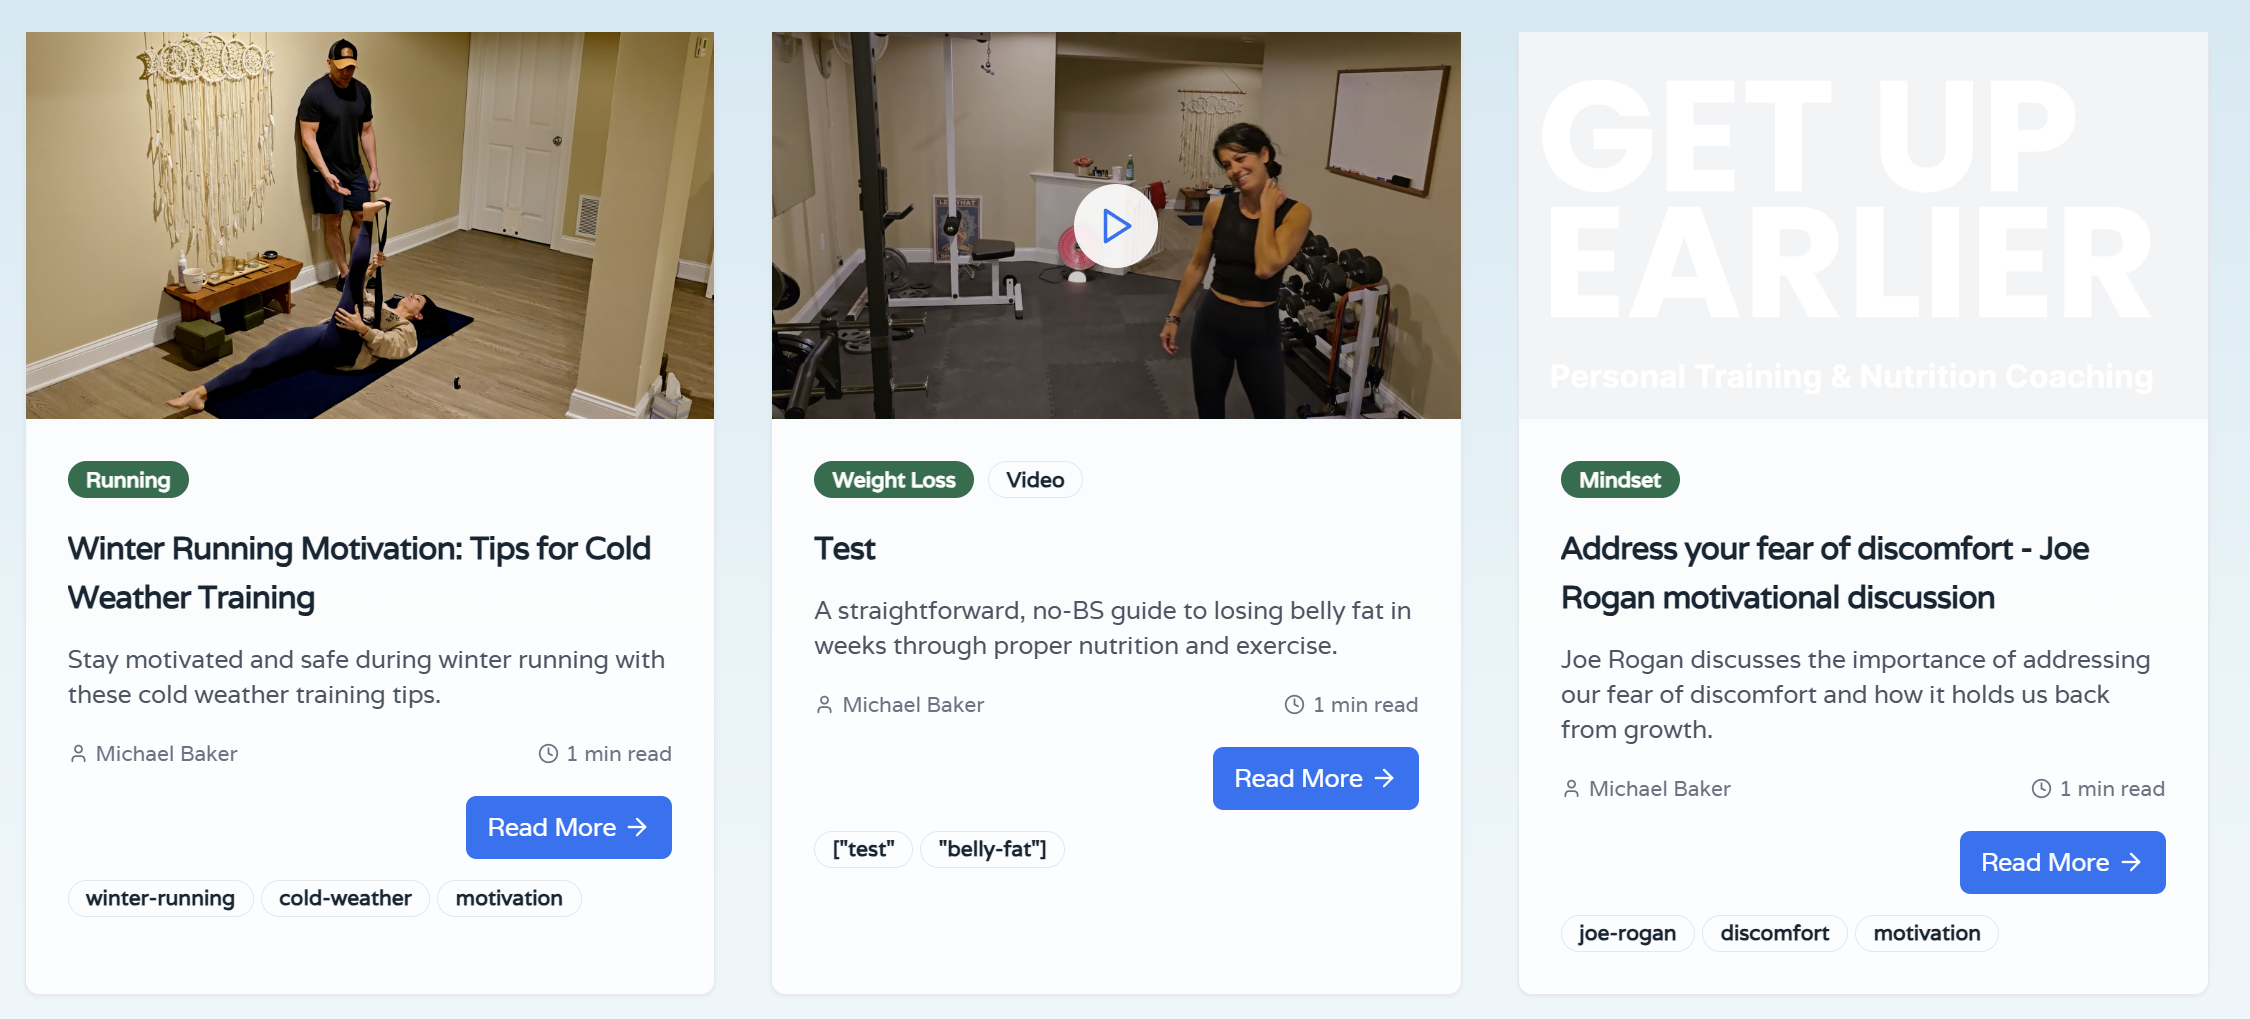 Running
Winter Running Motivation: Tips for Cold
Weather Training
Stay motivated and safe during winter running with
these cold weather training tips.
Michael Baker
1 min read
Read More
winter-running
cold-weather
motivation
Weight Loss
Video
Test
A straightforward, no-BS guide to losing belly fat in
weeks through proper nutrition and exercise.
Michael Baker
1 min read
Read More
["test"
"belly-fat"]
GET UP
EARLIER
Personal Training & Nutrition Coaching
Mindset
Address your fear of discomfort - Joe
Rogan motivational discussion
Joe Rogan discusses the importance of addressing
our fear of discomfort and how it holds us back
from growth.
Michael Baker
1 min read
Read More
joe-rogan
discomfort
motivation